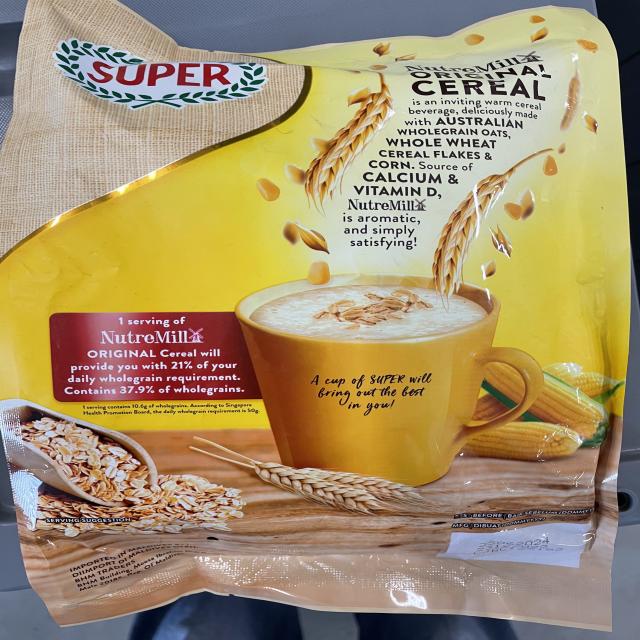 SUPER
NutreMill
ORIGINAL
CEREAL
is an inviting warm cereal
beverage, deliciously made
with AUSTRALIAN
WHOLEGRAIN OATS,
WHOLE WHEAT
CEREAL FLAKES &
CORN. Source of
CALCIUM &
VITAMIN D,
NutreMill
is aromatic,
and simply
satisfying!
1 serving of
NutreMill
ORIGINAL Cereal will
provide you with 21% of your
daily wholegrain requirement.
Contains 37.9% of wholegrains.
1 serving contains 10.6g of wholegrains. According to Singapore
Health Promotion Board, the daily wholegrain requirement is 50g.
A cup of SUPER will
bring out the best
in you!
SERVING SUGGESTION
BHM TRADERS
BHM Building,